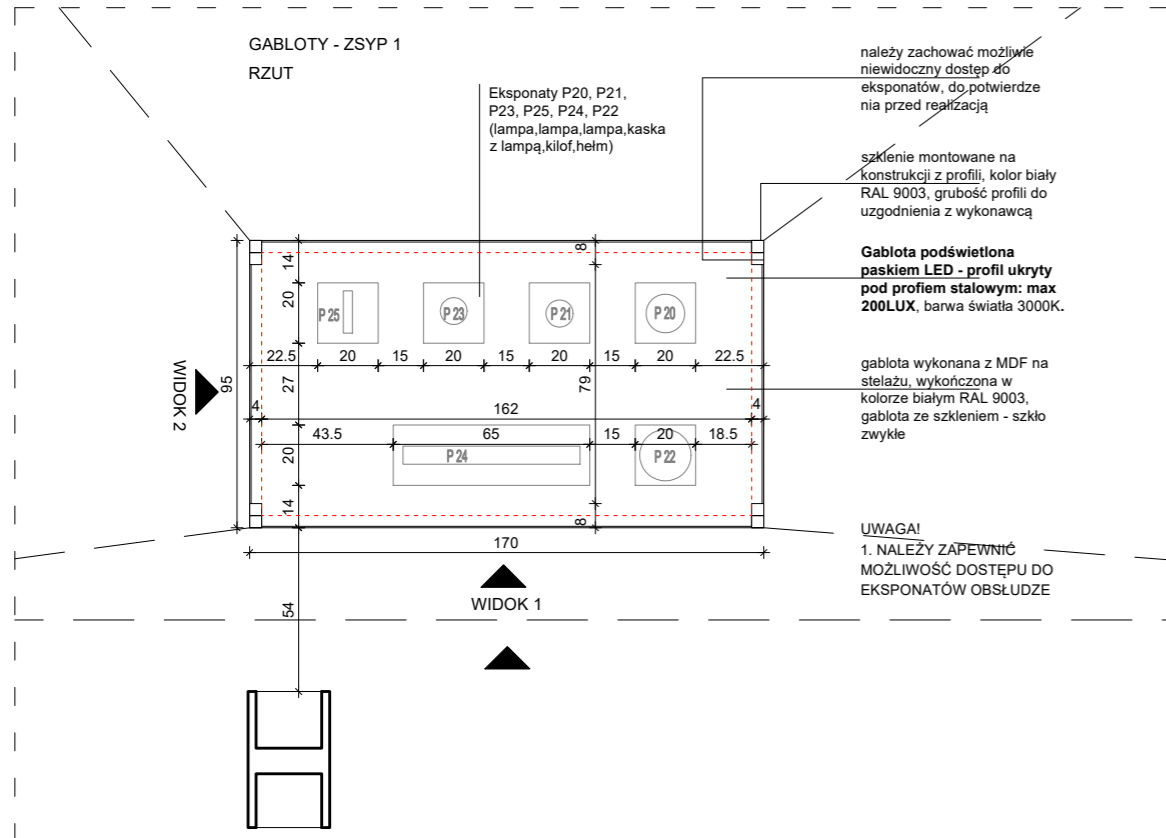 GABLOTY - ZSYP 1
RZUT
Eksponaty P20, P21,
P23, P25, P24, P22
(lampa,lampa,lampa,kaska
z lampą,kilof,hełm)
należy zachować możliwie
niewidoczny dostęp do
eksponatów, do potwierdze
nia przed realizacją
szklenie montowane na
konstrukcji z profili, kolor biały
RAL 9003, grubość profili do
uzgodnienia z wykonawcą
Gablota podświetlona
paskiem LED - profil ukryty
pod profiem stalowym: max
200LUX, barwa światła 3000K.
gablota wykonana z MDF na
stelażu, wykończona w
kolorze białym RAL 9003,
gablota ze szkleniem - szkło
zwykłe
UWAGA!
1. NALEŻY ZAPEWNIĆ
MOŻLIWOŚĆ DOSTĘPU DO
EKSPONATÓW OBSŁUDZE
8
14
20
P 25
P 23
P 21
P 20
22.5
20
15
20
15
20
15
20
22.5
WIDOK 2
95
27
79
4
162
4
43.5
65
15
20
18.5
20
P 24
P 22
14
8
170
54
WIDOK 1